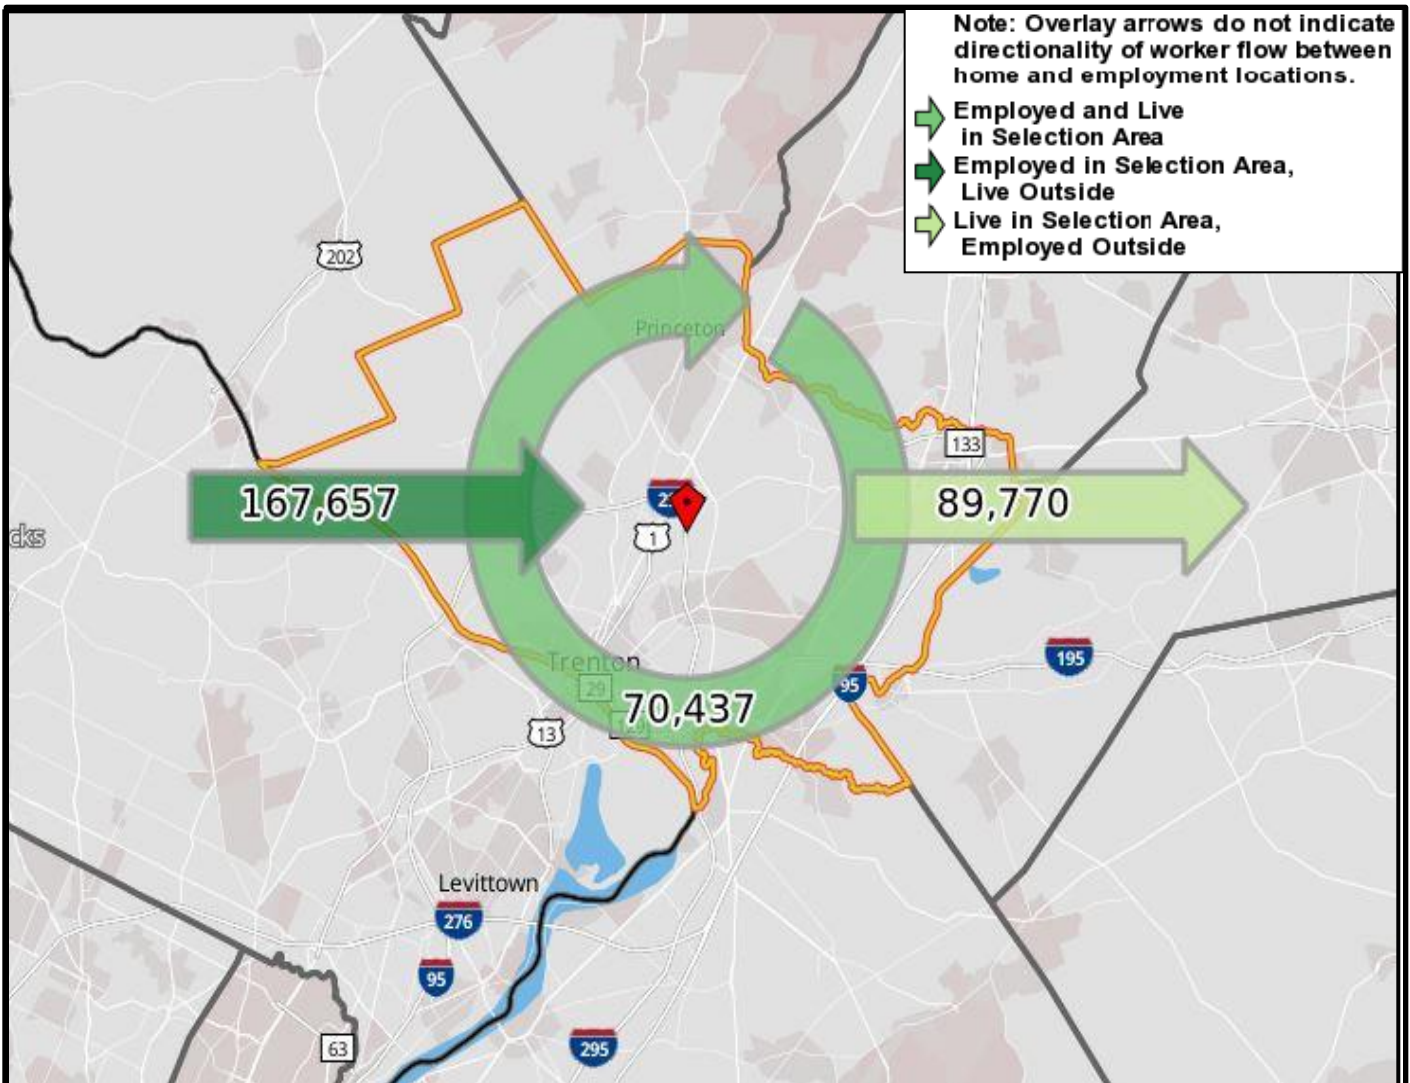 Note: Overlay arrows do not indicate
directionality of worker flow between
home and employment locations.
Employed and Live
in Selection Area
Employed in Selection Area,
Live Outside
Live in Selection Area,
Employed Outside
202
Princeton
133
167,657
89,770
cks
1
Trenton
195
95
29
70,437
13
Levittown
276
95
63
295